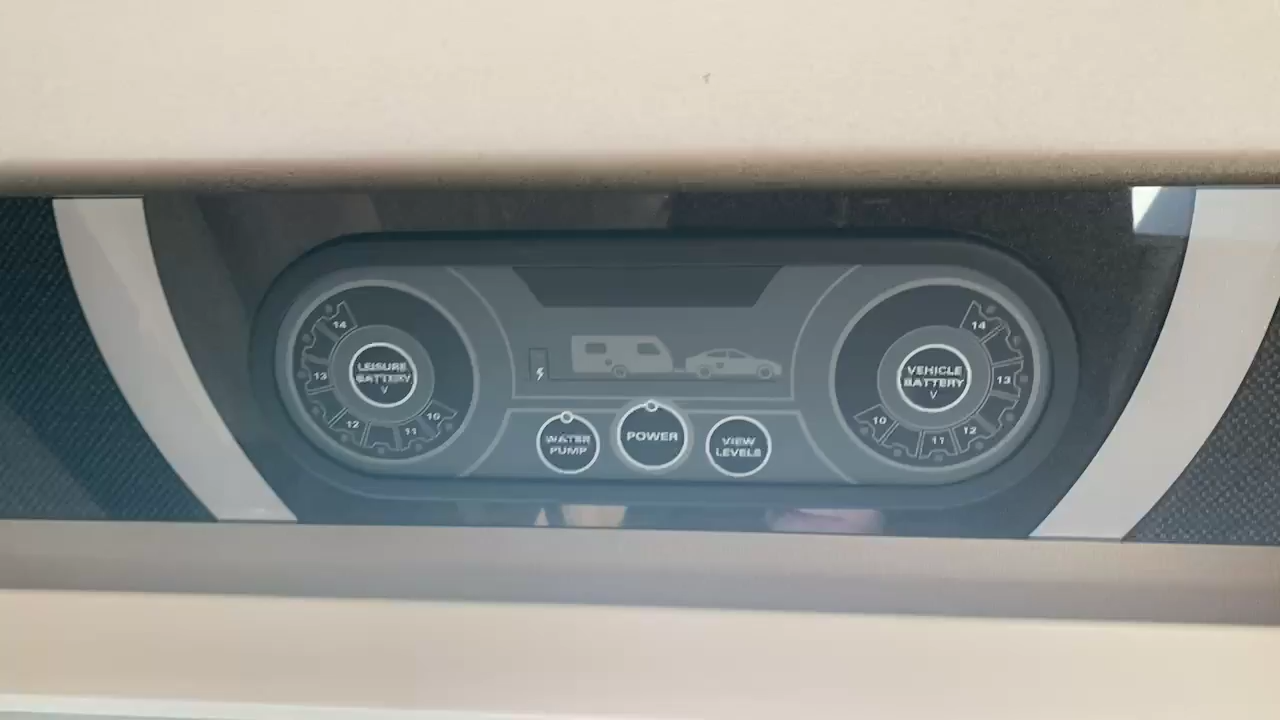 14
13
12
11
10
LEISURE
BATTERY
V
WATER
PUMP
POWER
VIEW
LEVELS
14
13
12
11
10
VEHICLE
BATTERY
V